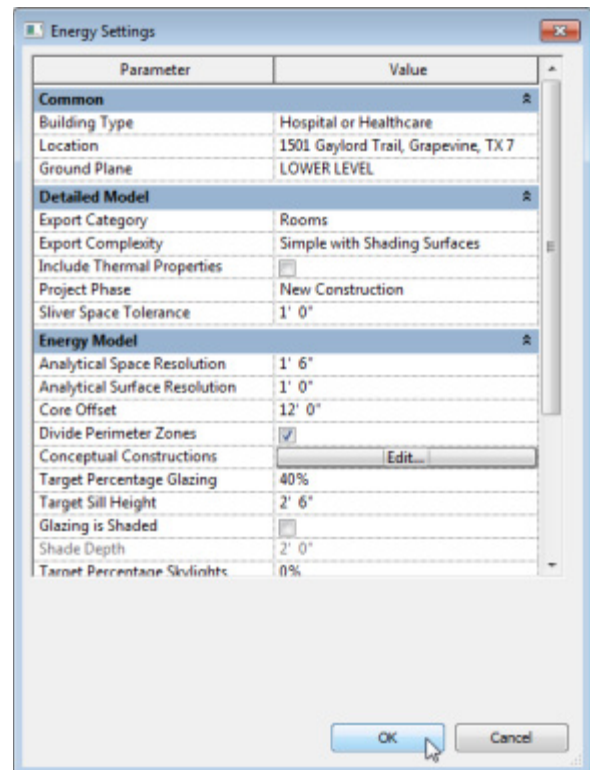 Energy Settings
Parameter Value
Common
Building Type Hospital or Healthcare
Location 1501 Gaylord Trail, Grapevine, TX 7
Ground Plane LOWER LEVEL
Detailed Model
Export Category Rooms
Export Complexity Simple with Shading Surfaces
Include Thermal Properties
Project Phase New Construction
Sliver Space Tolerance 1' 0"
Energy Model
Analytical Space Resolution 1' 6"
Analytical Surface Resolution 1' 0"
Core Offset 12' 0"
Divide Perimeter Zones
Conceptual Constructions Edit...
Target Percentage Glazing 40%
Target Sill Height 2' 6"
Glazing is Shaded
Shade Depth 2' 0"
Target Percentage Skylights 0%
OK Cancel